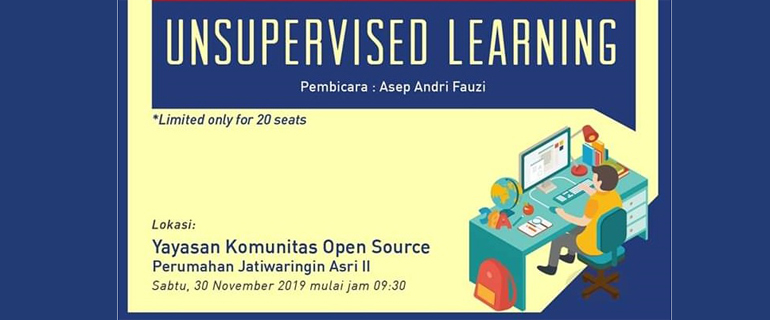 UNSUPERVISED LEARNING
Pembicara : Asep Andri Fauzi
*Limited only for 20 seats
Lokasi:
Yayasan Komunitas Open Source
Perumahan Jatiwaringin Asri II
Sabtu, 30 November 2019 mulai jam 09:30